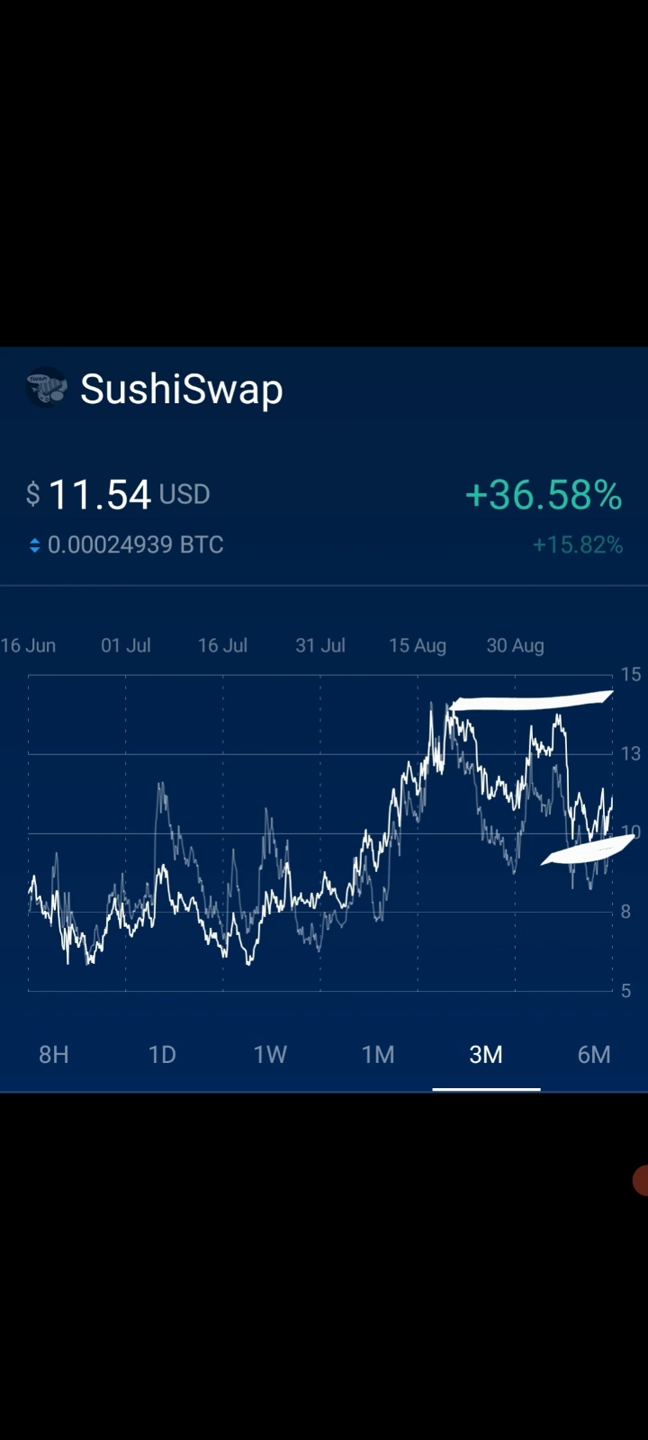 SushiSwap
$ 11.54 USD +36.58%
0.00024939 BTC +15.82%
16 Jun 01 Jul 16 Jul 31 Jul 15 Aug 30 Aug
15
13
10
8
5
8H 1D 1W 1M 3M 6M